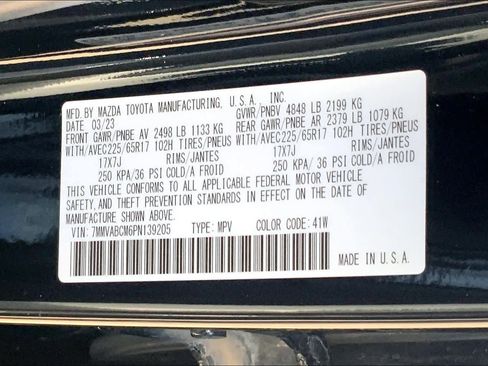 MFD. BY MAZDA TOYOTA MANUFACTURING, U.S.A., INC.
DATE 03/23 GVWR/PNBV 4848 LB 2199 KG
FRONT GAWR/PNBE AV 2498 LB 1133 KG REAR GAWR/PNBE AR 2379 LB 1079 KG
WITH/AVEC225/65R17 102H TIRES/PNEUS WITH/AVEC225/65R17 102H TIRES/PNEUS
17X7J RIMS/JANTES 17X7J RIMS/JANTES
250 KPA/36 PSI COLD/A FROID 250 KPA/36 PSI COLD/A FROID
THIS VEHICLE CONFORMS TO ALL APPLICABLE FEDERAL MOTOR VEHICLE
SAFETY, AND THEFT PREVENTION STANDARDS IN EFFECT ON THE DATE OF
MANUFACTURE SHOWN ABOVE.
VIN: 7MMVABCM6PN139205 TYPE: MPV COLOR CODE: 41W
MADE IN U.S.A.